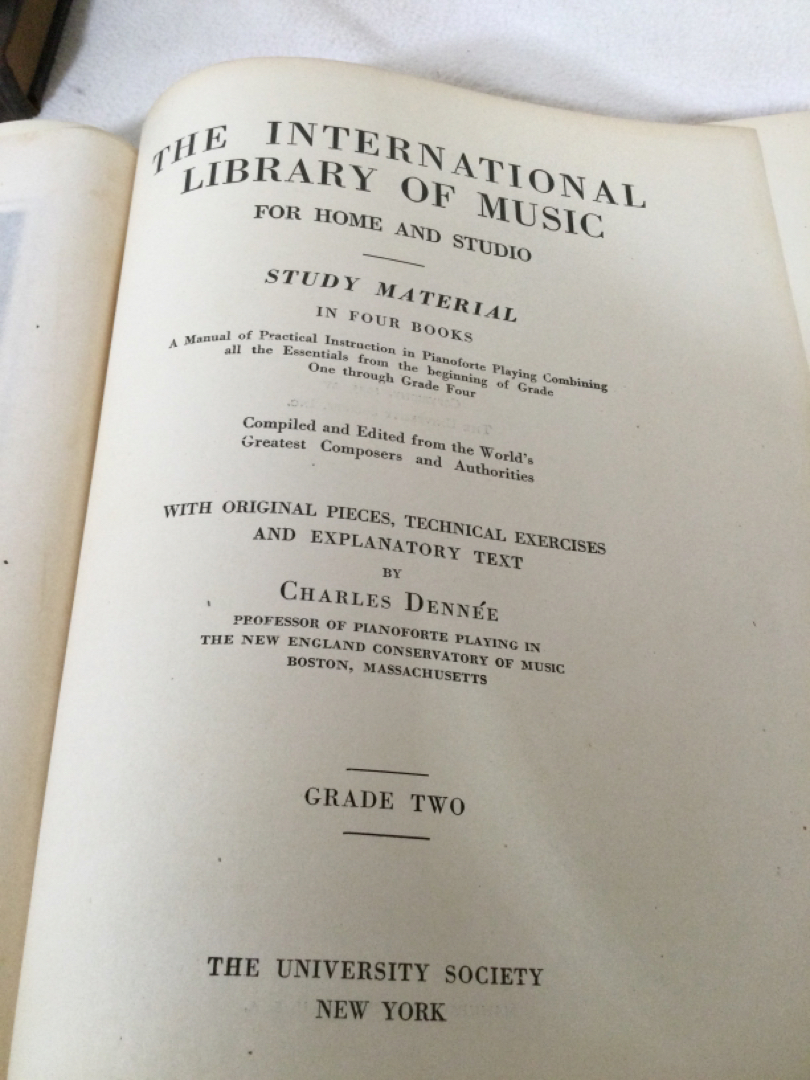 THE INTERNATIONAL
LIBRARY OF MUSIC
FOR HOME AND STUDIO
STUDY MATERIAL
IN FOUR BOOKS
A Manual of Practical Instruction in Pianoforte Playing Combining
all the Essentials from the beginning of Grade
One through Grade Four
Compiled and Edited from the World's
Greatest Composers and Authorities
WITH ORIGINAL PIECES, TECHNICAL EXERCISES
AND EXPLANATORY TEXT
BY
CHARLES DENNÉE
PROFESSOR OF PIANOFORTE PLAYING IN
THE NEW ENGLAND CONSERVATORY OF MUSIC
BOSTON, MASSACHUSETTS
GRADE TWO
THE UNIVERSITY SOCIETY
NEW YORK